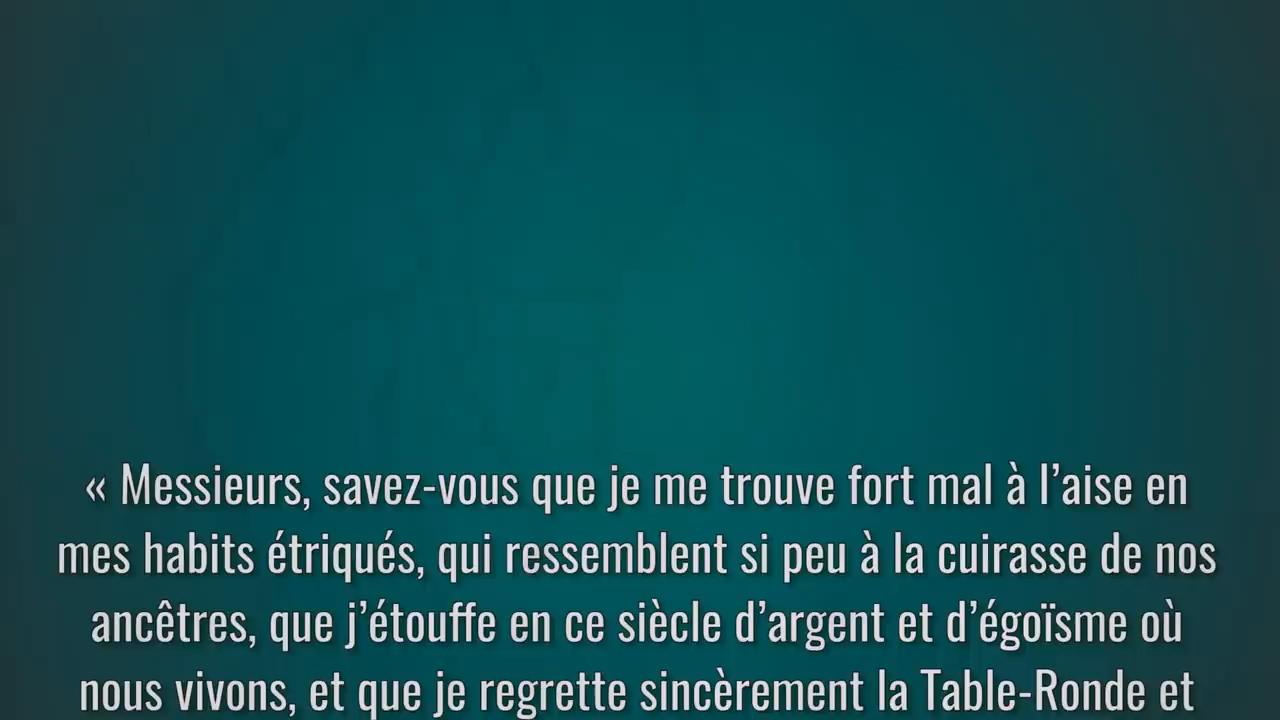 « Messieurs, savez-vous que je me trouve fort mal à l’aise en
mes habits étriqués, qui ressemblent si peu à la cuirasse de nos
ancêtres, que j’étouffe en ce siècle d’argent et d’égoïsme où
nous vivons, et que je regrette sincèrement la Table-Ronde et